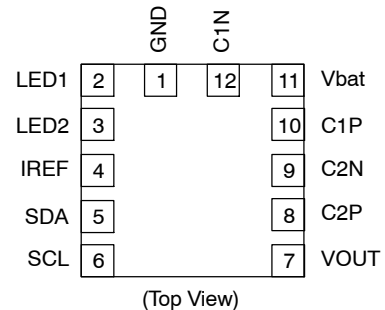 GND C1N
LED1 2 1 12 11 Vbat
LED2 3 10 C1P
IREF 4 9 C2N
SDA 5 8 C2P
SCL 6 7 VOUT
(Top View)